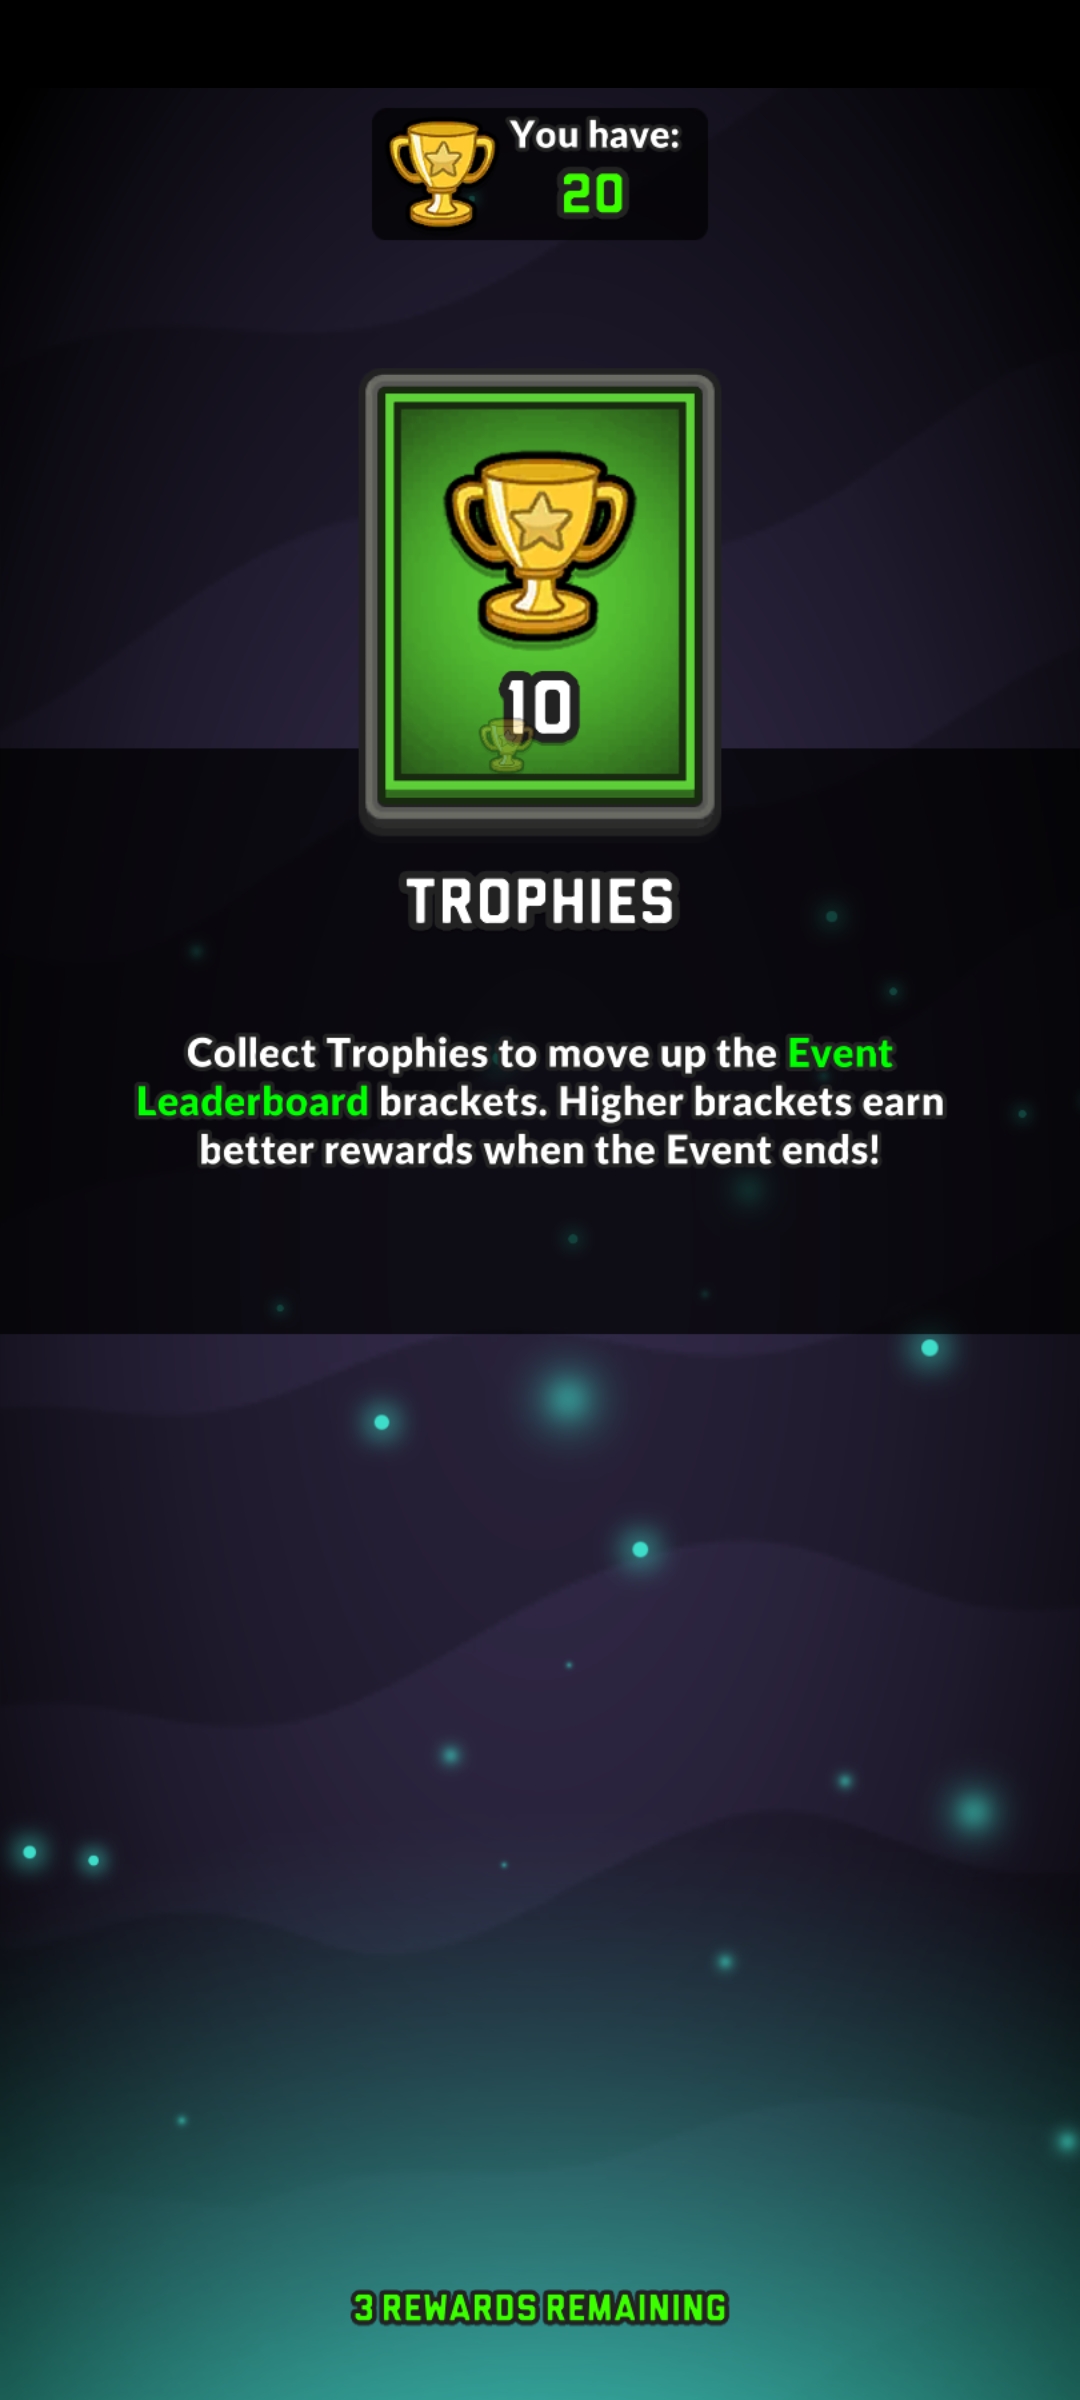 You have:
20
10
TROPHIES
Collect Trophies to move up the Event
Leaderboard brackets. Higher brackets earn
better rewards when the Event ends!
3 REWARDS REMAINING